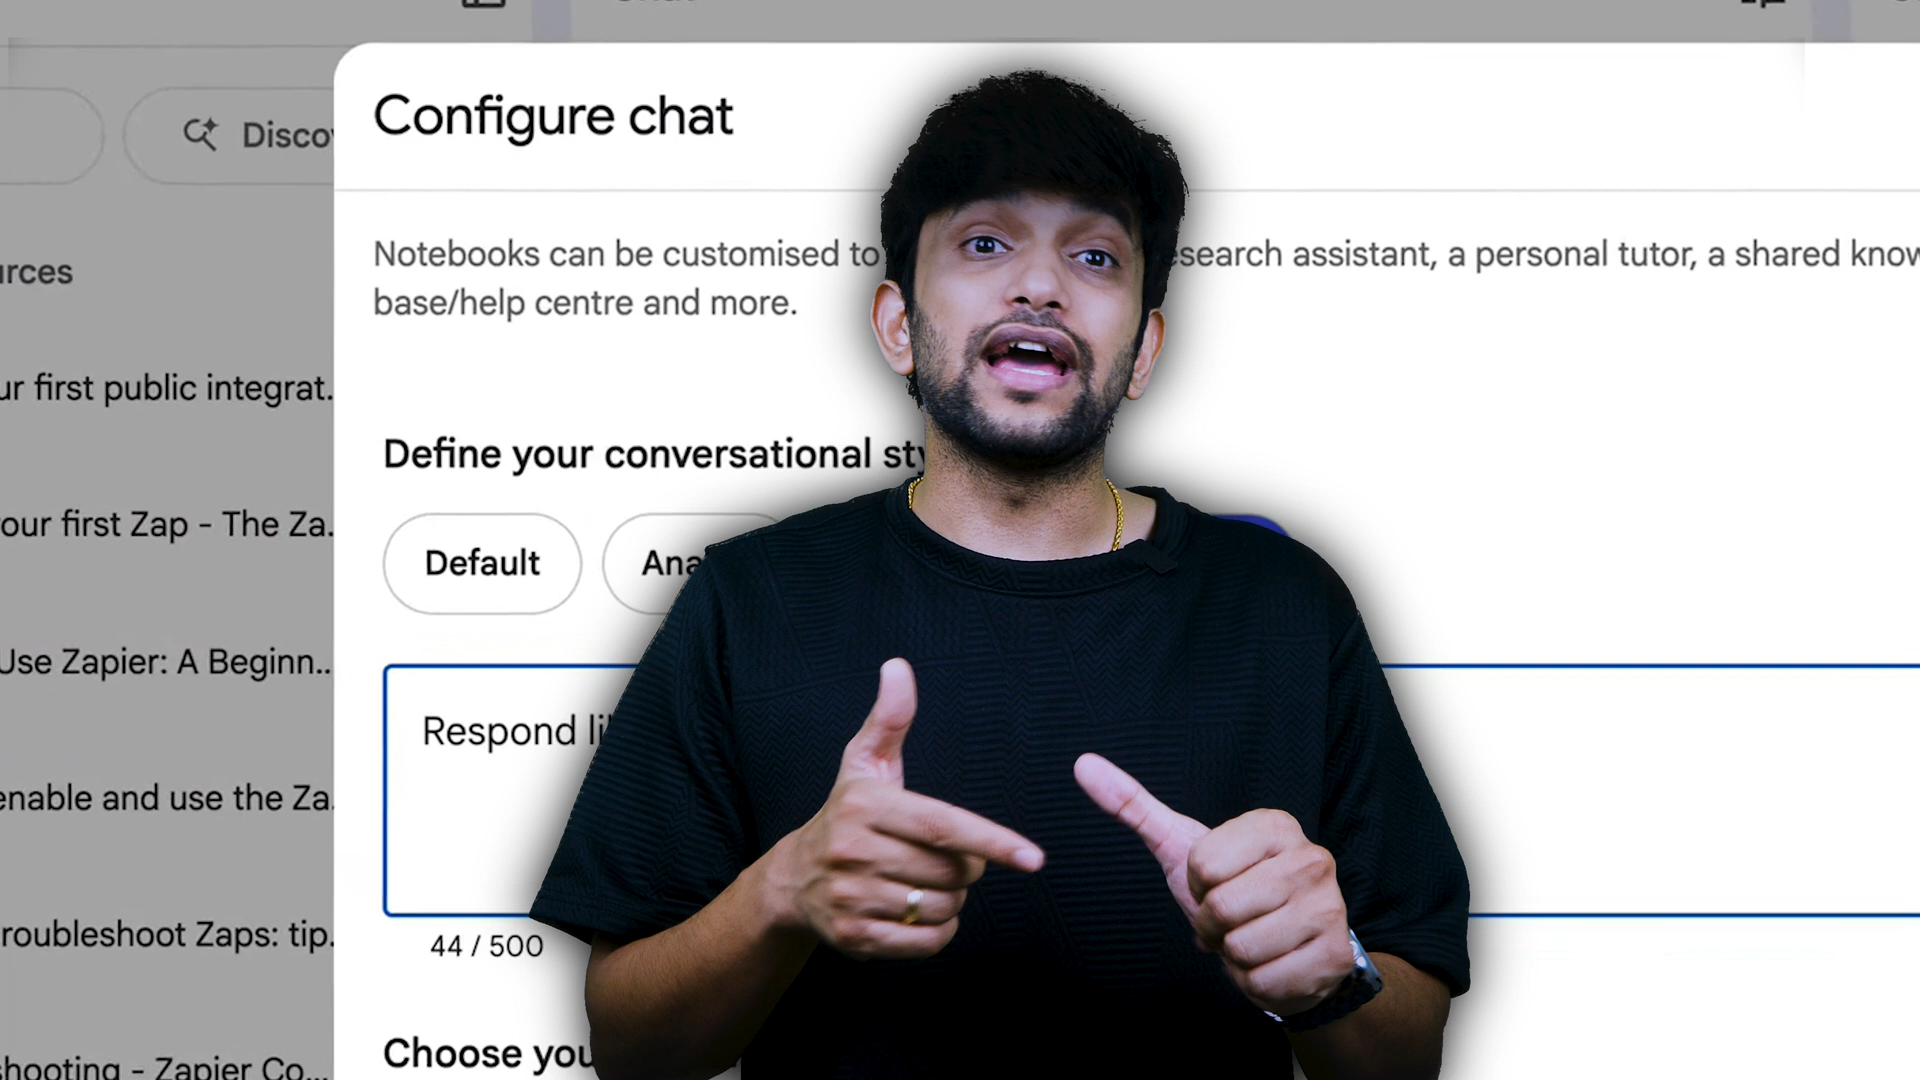 Configure chat
Disco
Notebooks can be customised to
search assistant, a personal tutor, a shared know
base/help centre and more.
urces
ur first public integrat.
Define your conversational sty
our first Zap - The Za.
Default
Ana
Use Zapier: A Beginn..
Respond li
enable and use the Za.
roubleshoot Zaps: tip.
44 / 500
Choose you
hooting - Zapier Co...